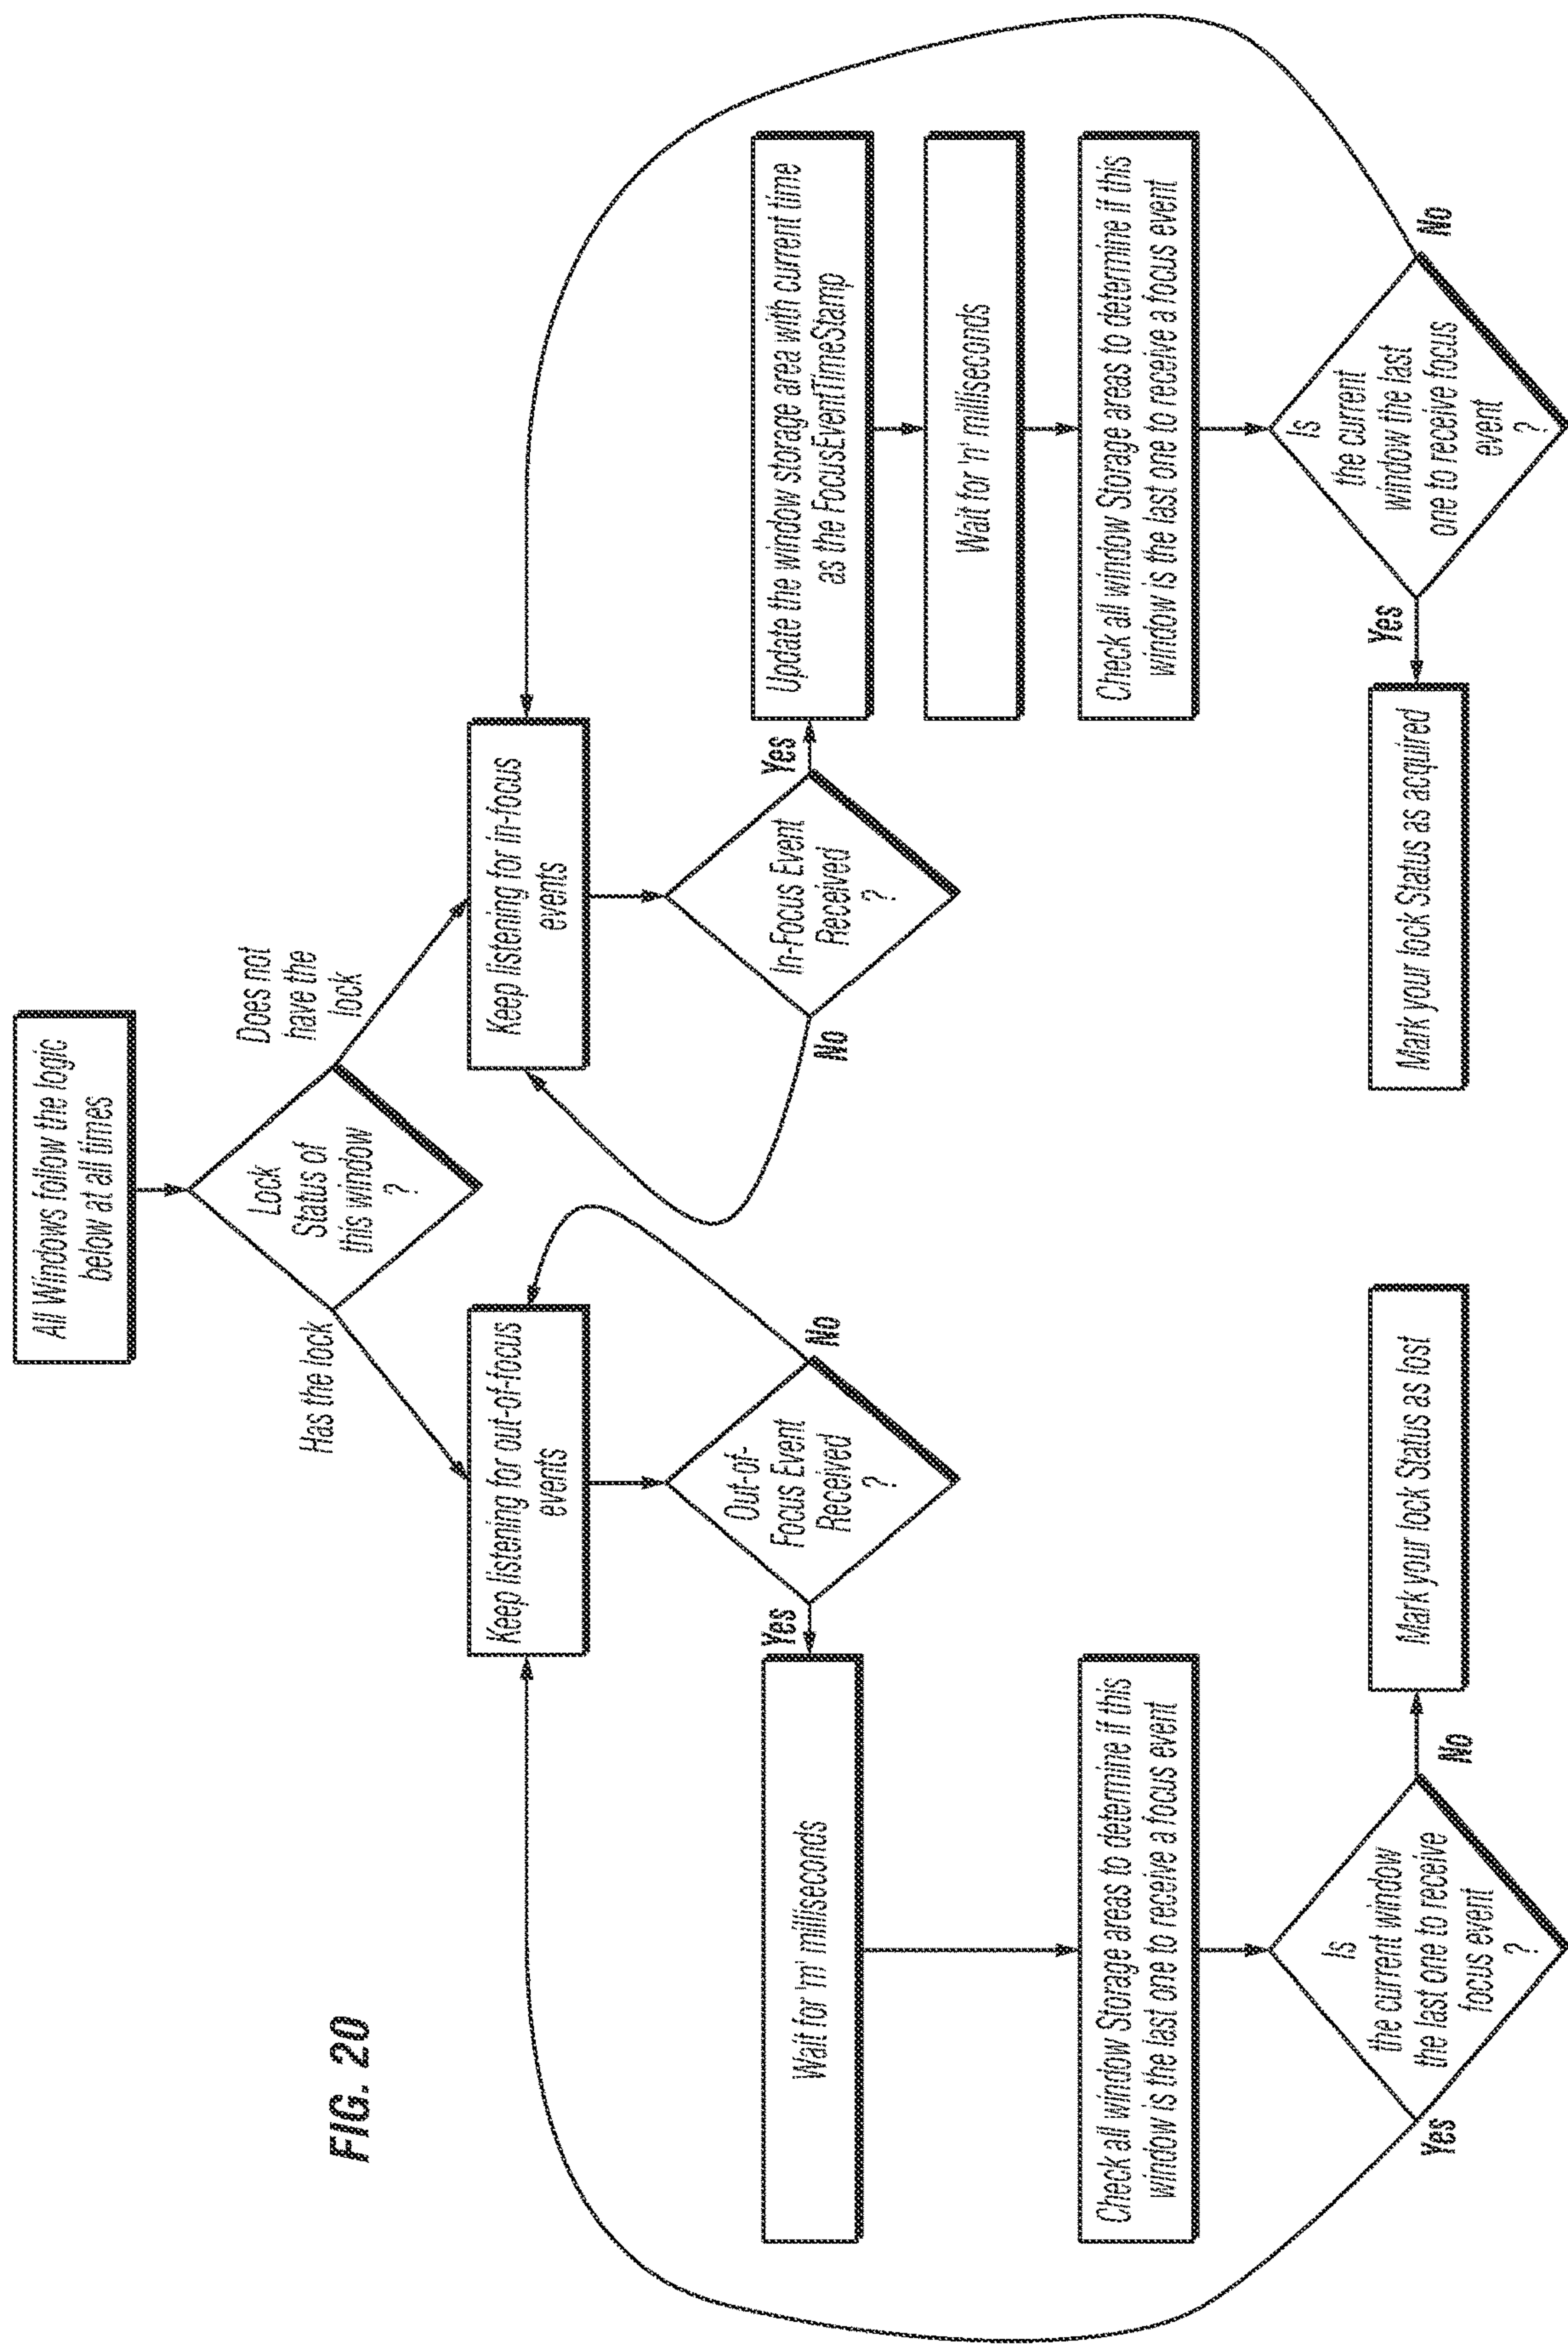 FIG. 20
All Windows follow the logic
below at all times
Lock
Status of
this window
?
Has the lock
Does not
have the
lock
Keep listening for out-of-focus
events
Out-of-
Focus Event
Received
?
Yes
No
Wait for 'm' milliseconds
Check all window Storage areas to determine if this
window is the last one to receive a focus event
Is
the current window
the last one to receive
focus event
?
Yes
No
Mark your lock Status as lost
Keep listening for in-focus
events
In-Focus Event
Received
?
No
Yes
Update the window storage area with current time
as the FocusEventTimeStamp
Wait for 'n' milliseconds
Check all window Storage areas to determine if this
window is the last one to receive a focus event
Is
the current
window the last
one to receive focus
event
?
Yes
No
Mark your lock Status as acquired